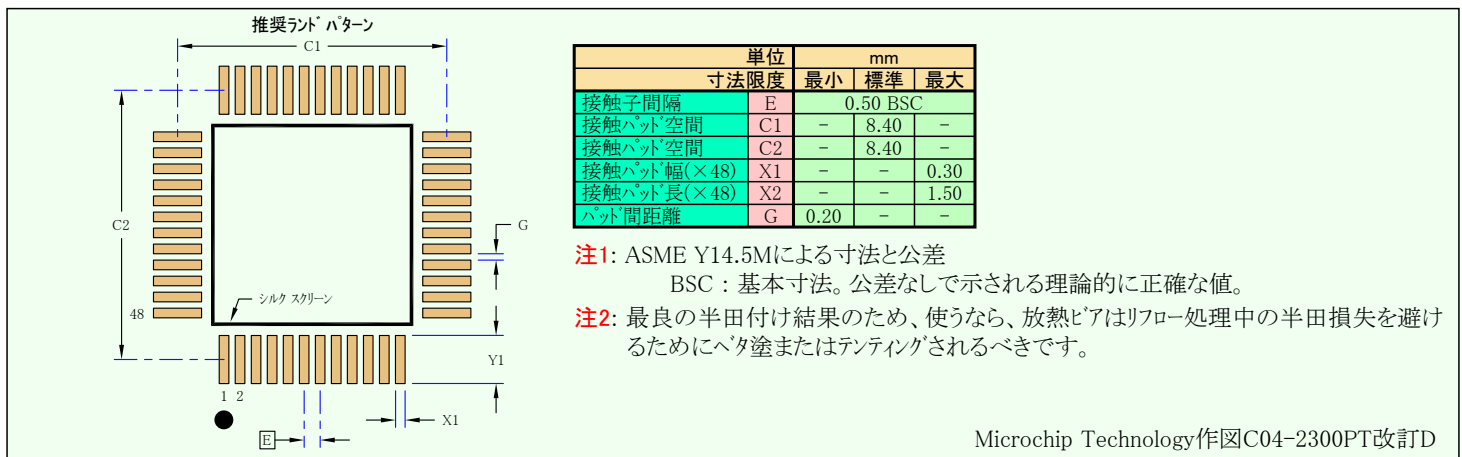 推奨ﾗﾝﾄﾞﾊﾟﾀｰﾝ
C1
C2
G
48
ｼﾙｸ ｽｸﾘｰﾝ
Y1
1 2
X1
E
単位 mm
寸法限度 最小 標準 最大
接触子間隔 E 0.50 BSC
接触ﾊﾟｯﾄﾞ空間 C1 - 8.40 -
接触ﾊﾟｯﾄﾞ空間 C2 - 8.40 -
接触ﾊﾟｯﾄﾞ幅(×48) X1 - - 0.30
接触ﾊﾟｯﾄﾞ長(×48) X2 - - 1.50
ﾊﾟｯﾄﾞ間距離 G 0.20 - -
注1: ASME Y14.5Mによる寸法と公差
BSC : 基本寸法。公差なしで示される理論的に正確な値。
注2: 最良の半田付け結果のため、使うなら、放熱ﾋﾞｱはﾘﾌﾛｰ処理中の半田損失を避け
るためにﾍﾞﾀ塗またはﾃﾝﾃｨﾝｸﾞされるべきです。
Microchip Technology作図C04-2300PT改訂D